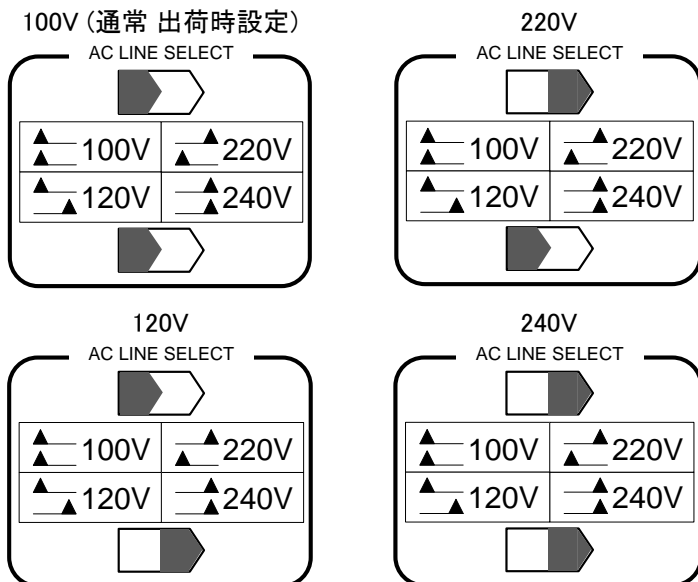 100V (通常 出荷時設定)
AC LINE SELECT
100V 220V
120V 240V
220V
AC LINE SELECT
100V 220V
120V 240V
120V
AC LINE SELECT
100V 220V
120V 240V
240V
AC LINE SELECT
100V 220V
120V 240V